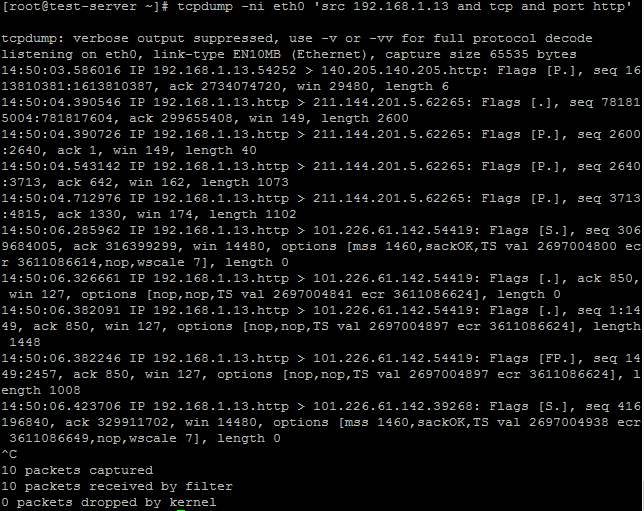 [root@test-server ~]# tcpdump -ni eth0 'src 192.168.1.13 and tcp and port http'
tcpdump: verbose output suppressed, use -v or -vv for full protocol decode
listening on eth0, link-type EN10MB (Ethernet), capture size 65535 bytes
14:50:03.586016 IP 192.168.1.13.54252 > 140.205.140.205.http: Flags [P.], seq 16
13810381:1613810387, ack 2734074720, win 29480, length 6
14:50:04.390546 IP 192.168.1.13.http > 211.144.201.5.62265: Flags [.], seq 78181
5004:781817604, ack 299655408, win 149, length 2600
14:50:04.390726 IP 192.168.1.13.http > 211.144.201.5.62265: Flags [P.], seq 2600
:2640, ack 1, win 149, length 40
14:50:04.543142 IP 192.168.1.13.http > 211.144.201.5.62265: Flags [P.], seq 2640
:3713, ack 642, win 162, length 1073
14:50:04.712976 IP 192.168.1.13.http > 211.144.201.5.62265: Flags [P.], seq 3713
:4815, ack 1330, win 174, length 1102
14:50:06.285962 IP 192.168.1.13.http > 101.226.61.142.54419: Flags [S.], seq 306
9684005, ack 316399299, win 14480, options [mss 1460,sackOK,TS val 2697004800 ec
r 3611086614,nop,wscale 7], length 0
14:50:06.326661 IP 192.168.1.13.http > 101.226.61.142.54419: Flags [.], ack 850,
 win 127, options [nop,nop,TS val 2697004841 ecr 3611086624], length 0
14:50:06.382091 IP 192.168.1.13.http > 101.226.61.142.54419: Flags [.], seq 1:14
49, ack 850, win 127, options [nop,nop,TS val 2697004897 ecr 3611086624], length
 1448
14:50:06.382246 IP 192.168.1.13.http > 101.226.61.142.54419: Flags [FP.], seq 14
49:2457, ack 850, win 127, options [nop,nop,TS val 2697004897 ecr 3611086624], l
ength 1008
14:50:06.423706 IP 192.168.1.13.http > 101.226.61.142.39268: Flags [S.], seq 416
196840, ack 329911702, win 14480, options [mss 1460,sackOK,TS val 2697004938 ecr
 3611086649,nop,wscale 7], length 0
^C
10 packets captured
10 packets received by filter
0 packets dropped by kernel